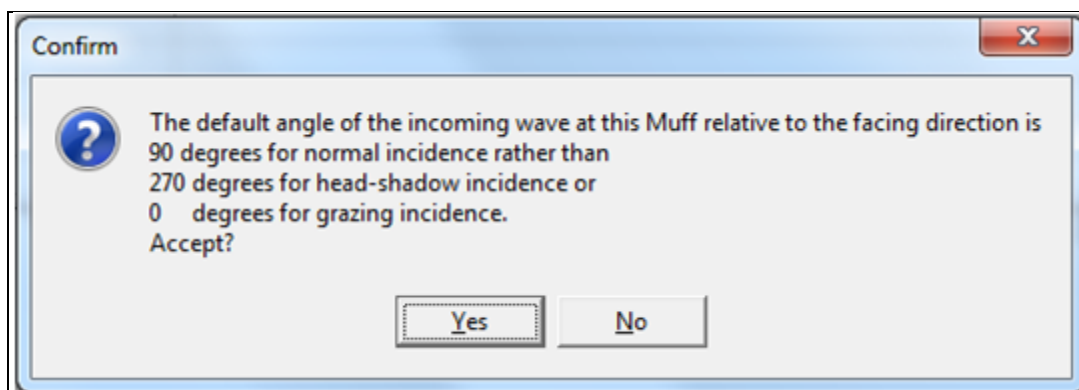 Confirm
The default angle of the incoming wave at this Muff relative to the facing direction is
90 degrees for normal incidence rather than
270 degrees for head-shadow incidence or
0 degrees for grazing incidence.
Accept?
Yes No